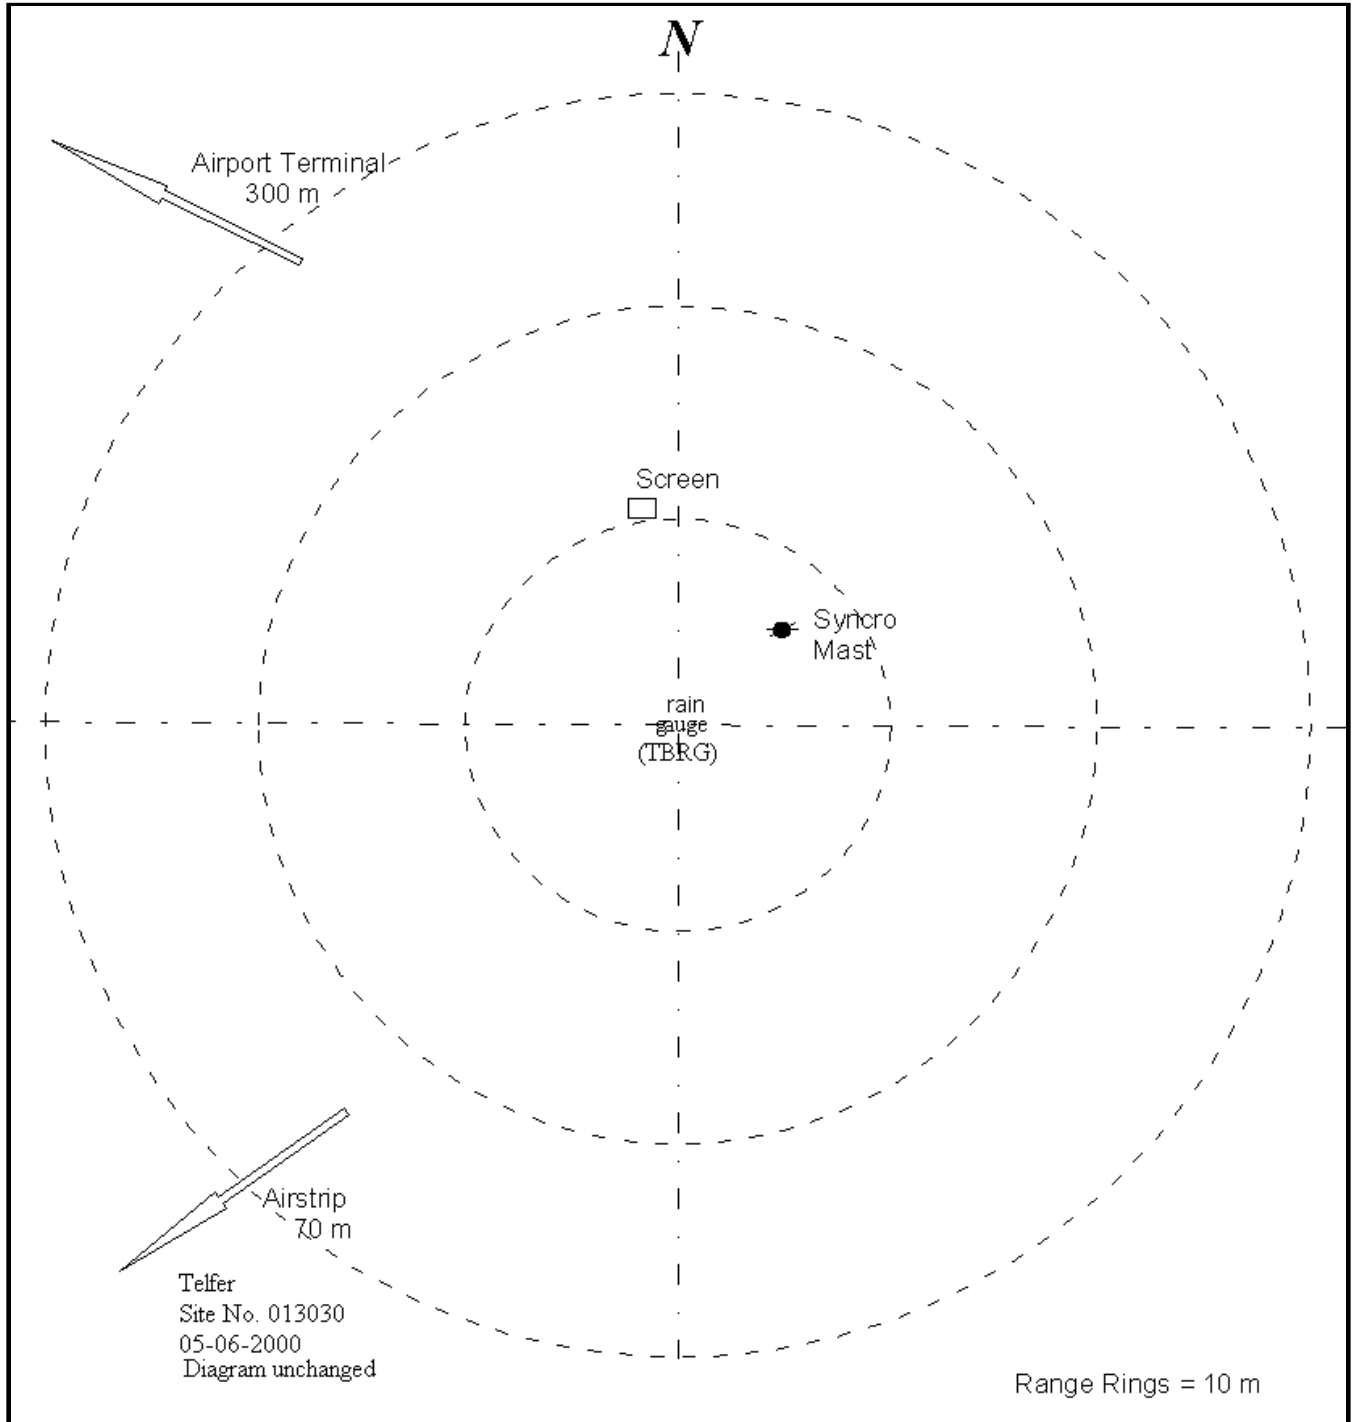 N
Airport Terminal
300 m
Screen
Syncro
Mast
rain
gauge
(TBRG)
Airstrip
70 m
Telfer
Site No. 013030
05-06-2000
Diagram unchanged
Range Rings = 10 m